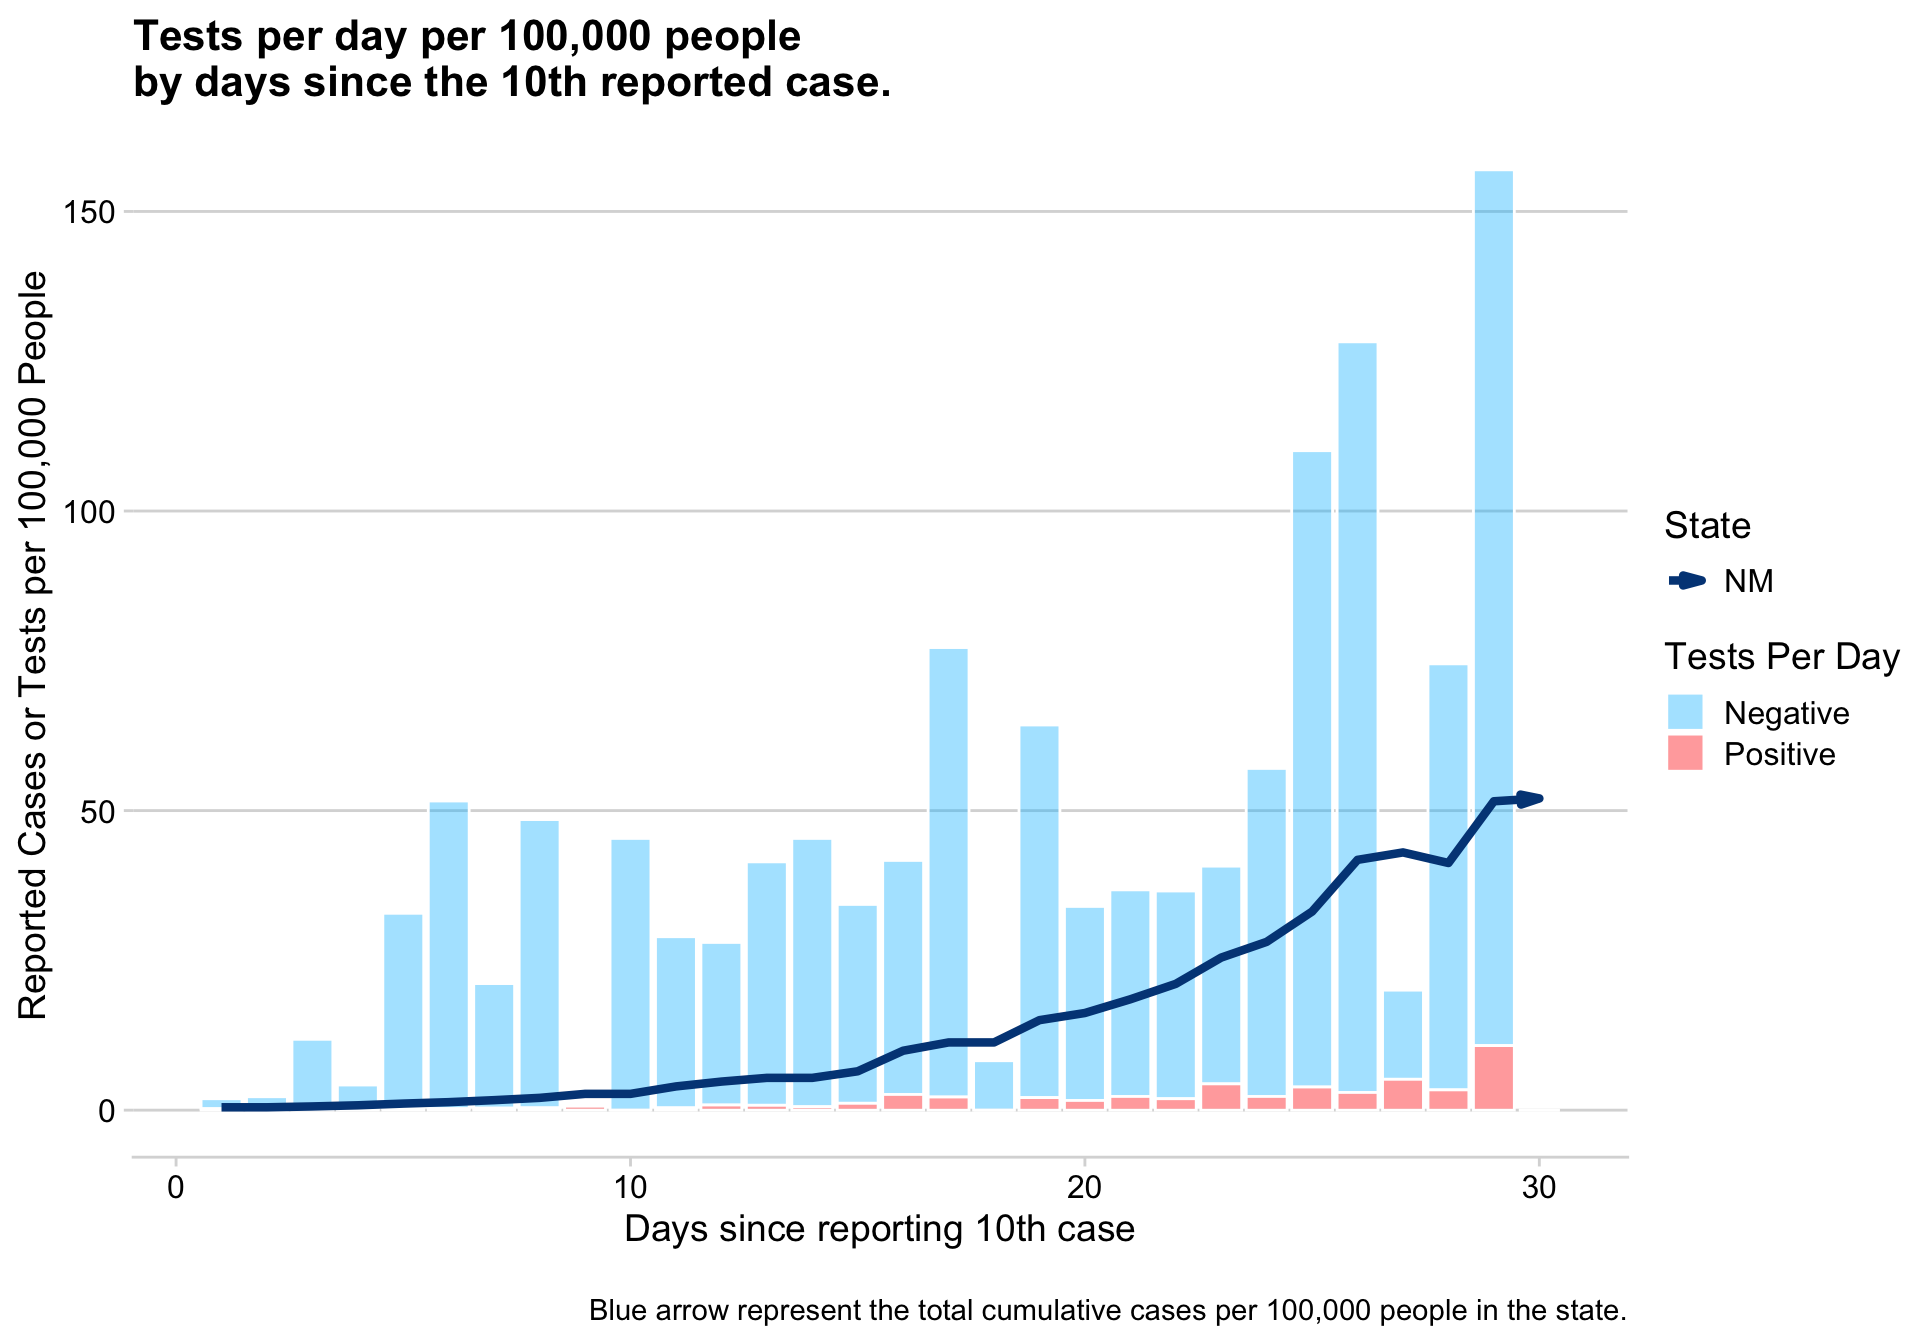 Tests per day per 100,000 people
by days since the 10th reported case.
Reported Cases or Tests per 100,000 People
150
100
50
0
0
10
20
30
Days since reporting 10th case
State
NM
Tests Per Day
Negative
Positive
Blue arrow represent the total cumulative cases per 100,000 people in the state.